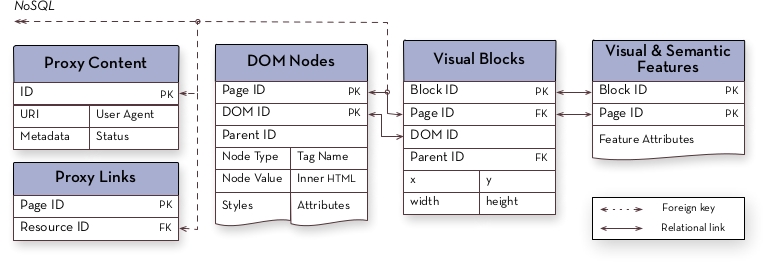 NoSQL
Proxy Content
ID PK
URI User Agent
Metadata Status
Proxy Links
Page ID PK
Resource ID FK
DOM Nodes
Page ID PK
DOM ID PK
Parent ID
Node Type Tag Name
Node Value Inner HTML
Styles Attributes
Visual Blocks
Block ID PK
Page ID FK
DOM ID
Parent ID FK
x y
width height
Visual & Semantic
Features
Block ID PK
Page ID PK
Feature Attributes
Foreign key
Relational link